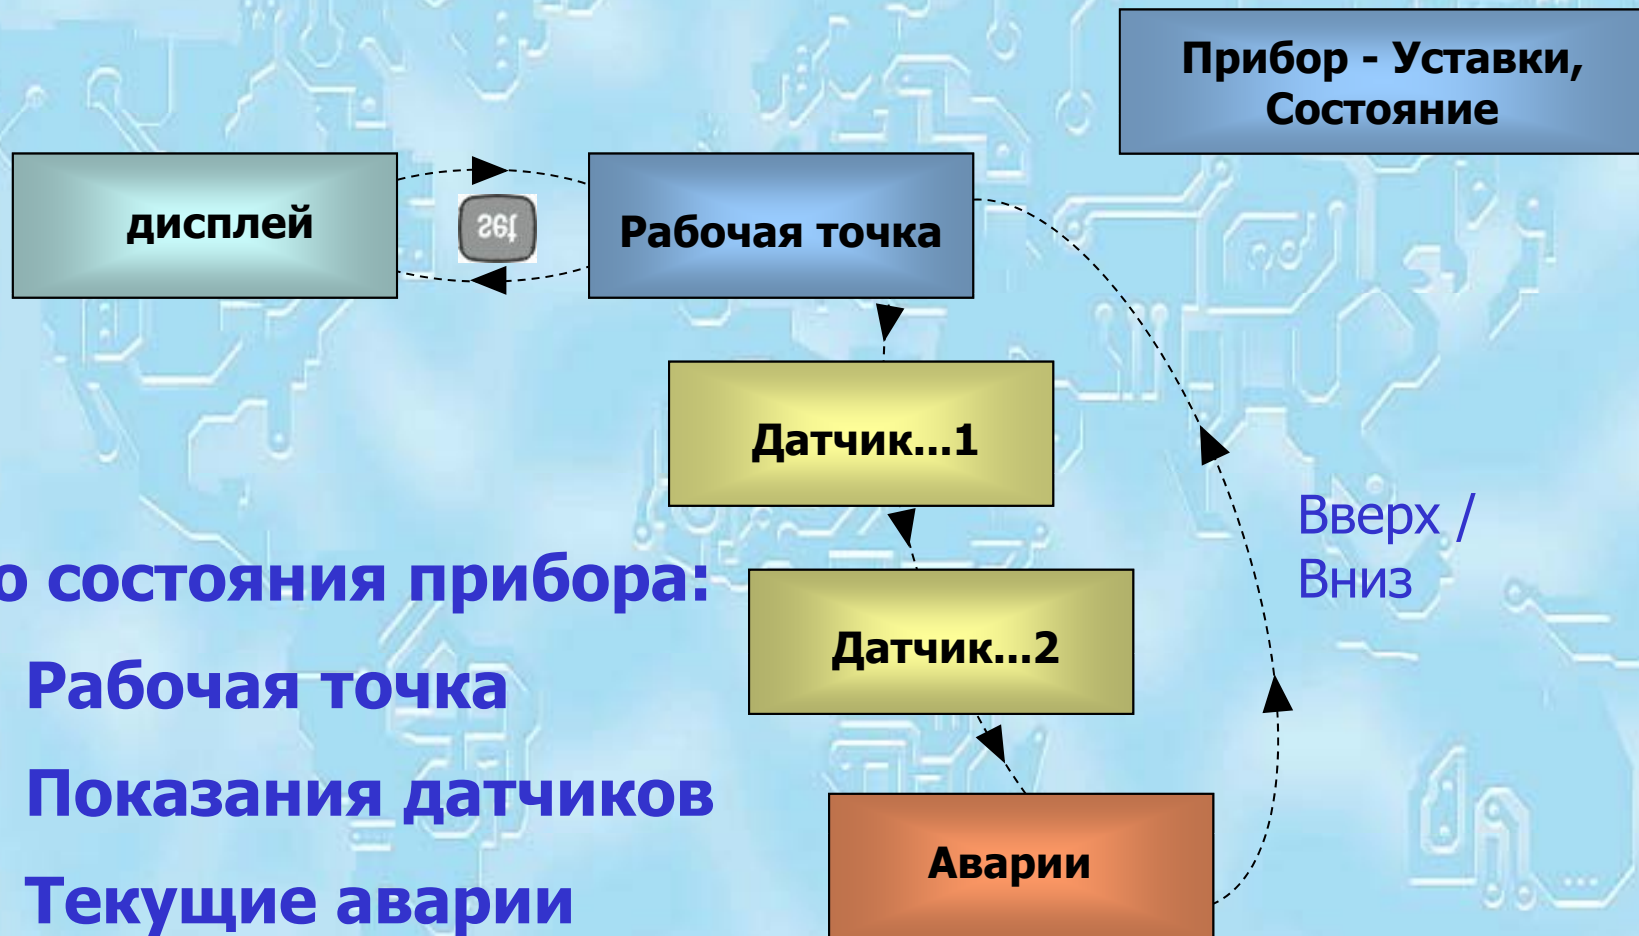 Прибор - Уставки,
Состояние
дисплей
set
Рабочая точка
Датчик...1
Вверх /
Вниз
о состояния прибора:
Датчик...2
Рабочая точка
Показания датчиков
Аварии
Текущие аварии